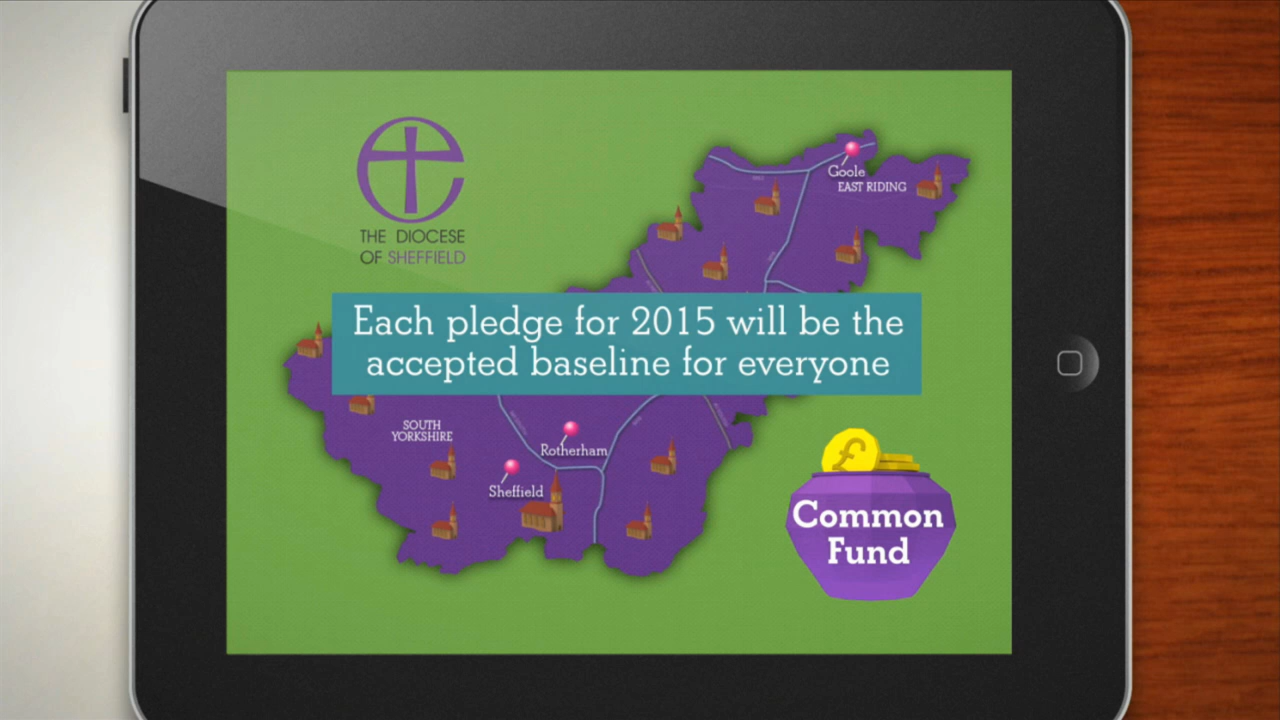 THE DIOCESE
OF SHEFFIELD
Goole
EAST RIDING
Each pledge for 2015 will be the
accepted baseline for everyone
SOUTH
YORKSHIRE
Rotherham
Sheffield
£
Common
Fund